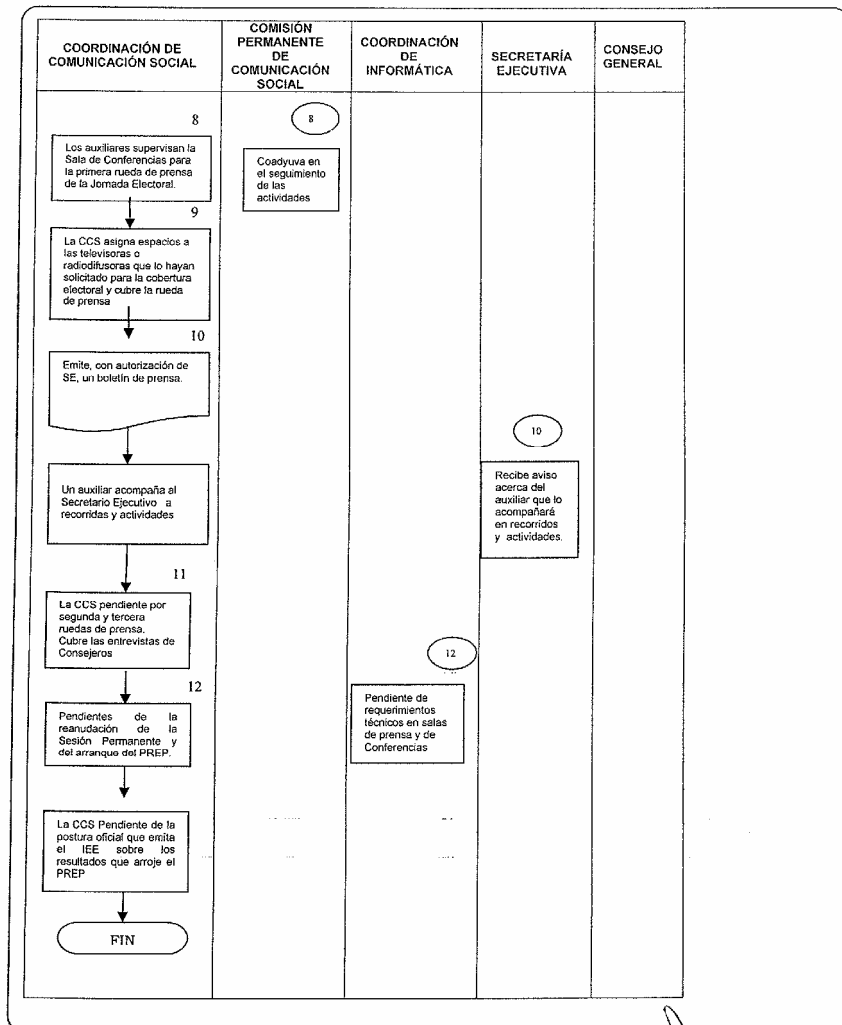 COORDINACIÓN DE
COMUNICACIÓN SOCIAL
COMISIÓN
PERMANENTE
DE
COMUNICACIÓN
SOCIAL
COORDINACIÓN
DE
INFORMÁTICA
SECRETARÍA
EJECUTIVA
CONSEJO
GENERAL
8
Los auxiliares supervisan la
Sala de Conferencias para
la primera rueda de prensa
de la Jornada Electoral.
8
Coadyuva en
el seguimiento
de las
actividades
9
La CCS asigna espacios a
las televisoras o
radiodifusoras que lo hayan
solicitado para la cobertura
electoral y cubre la rueda
de prensa
10
Emite, con autorización de
SE, un boletín de prensa.
10
Un auxiliar acompaña al
Secretario Ejecutivo a
recorridas y actividades
Recibe aviso
acerca del
auxiliar que lo
acompañará
en recorridos
y actividades.
11
La CCS pendiente por
segunda y tercera
ruedas de prensa.
Cubre las entrevistas de
Consejeros
12
12
Pendientes de la
reanudación de la
Sesión Permanente y
del arranque del PREP.
Pendiente de
requerimientos
técnicos en salas
de prensa y de
Conferencias
La CCS Pendiente de la
postura oficial que emita
el IEE sobre los
resultados que arroje el
PREP
FIN